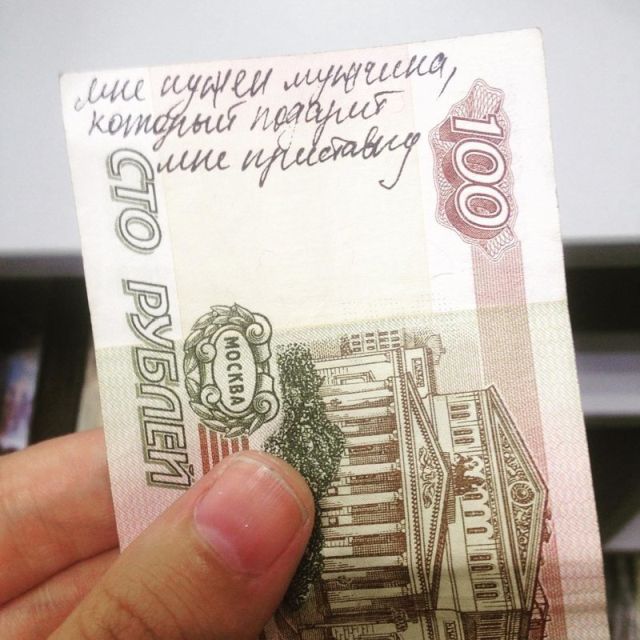 мне нужен мужчина,
который подарит
мне приставку
100
СТО РУБЛЕЙ
МОСКВА